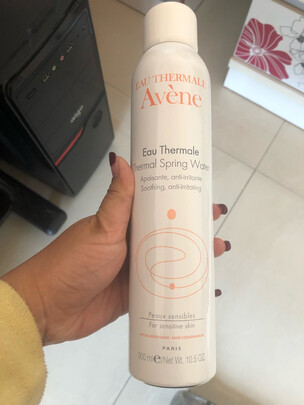 EAU THERMALE
Avène
Eau Thermale
Thermal Spring Water
Apaisante, anti-irritante
Soothing, anti-irritating
Peaux sensibles
For sensitive skin
PARIS
300 ml e/Net Wt. 10.5 OZ.